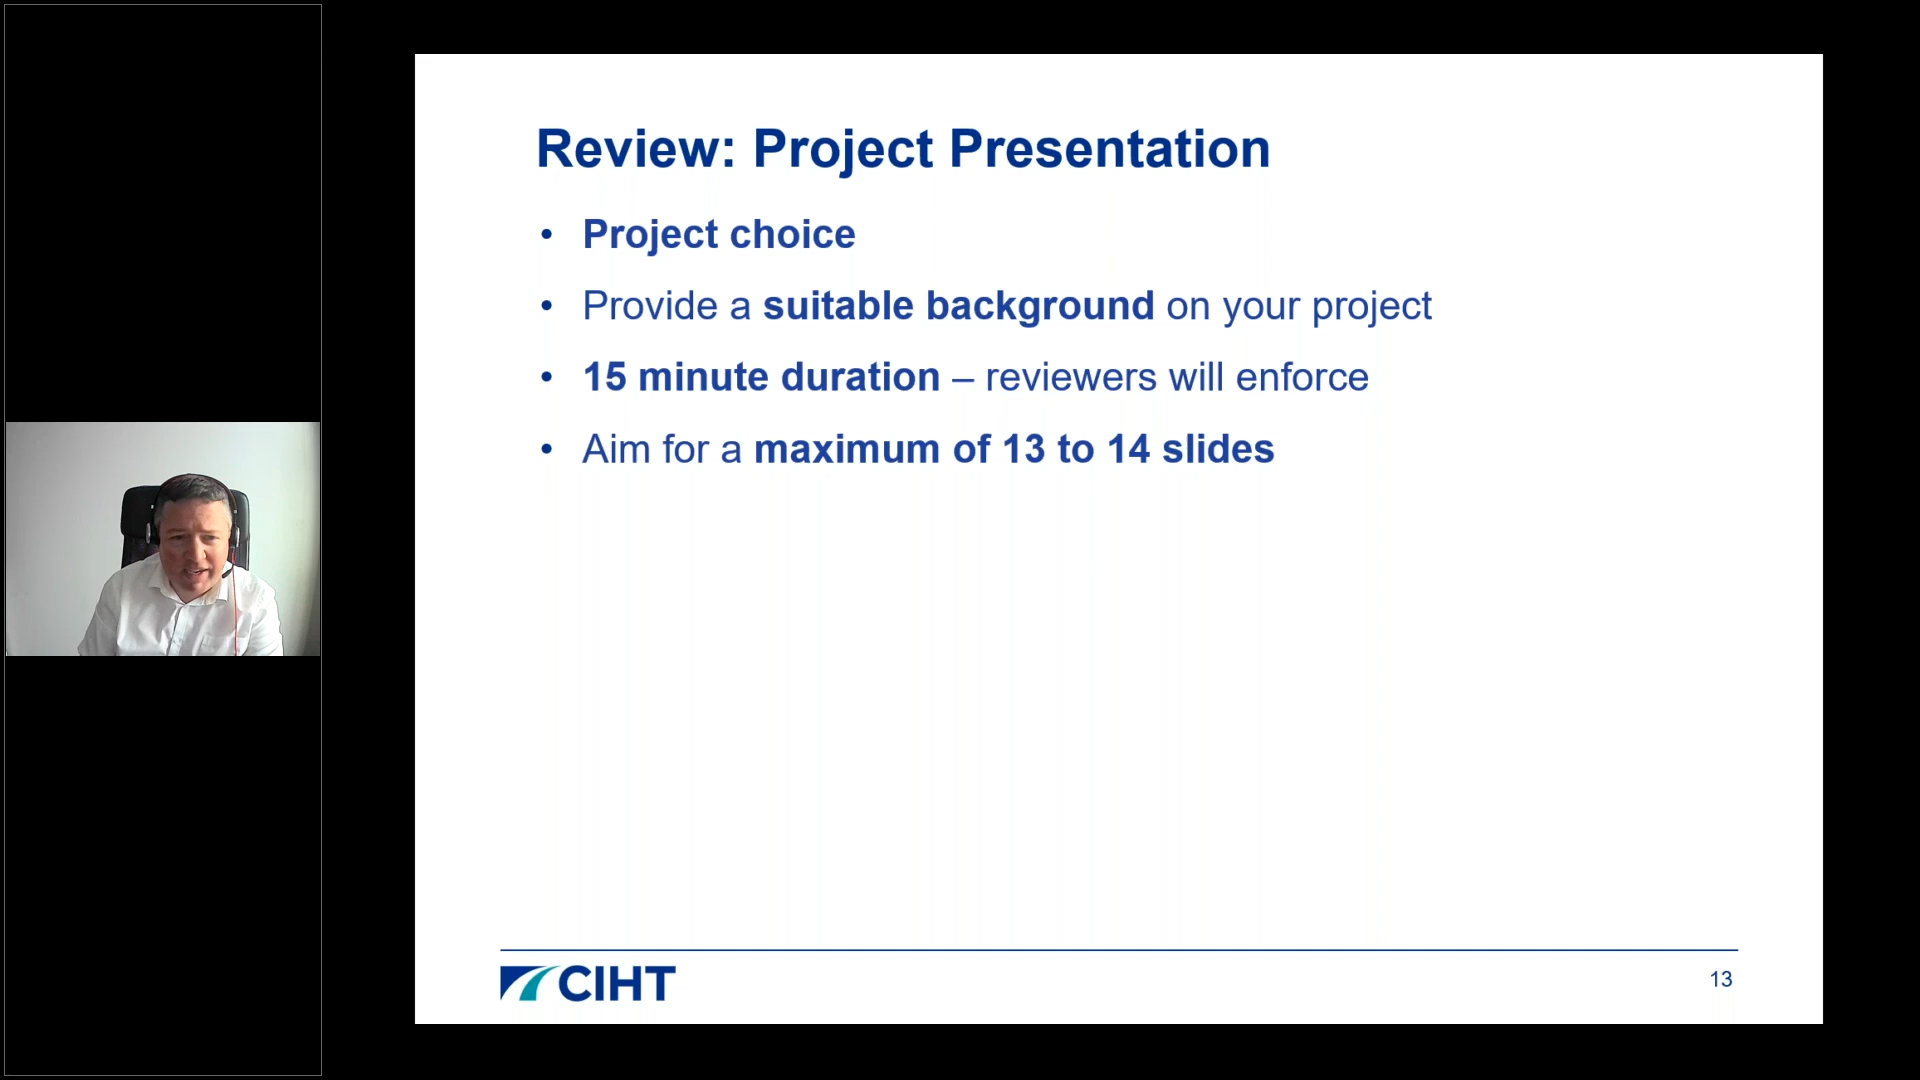 Review: Project Presentation
• Project choice
• Provide a suitable background on your project
• 15 minute duration – reviewers will enforce
• Aim for a maximum of 13 to 14 slides
CIHT
13